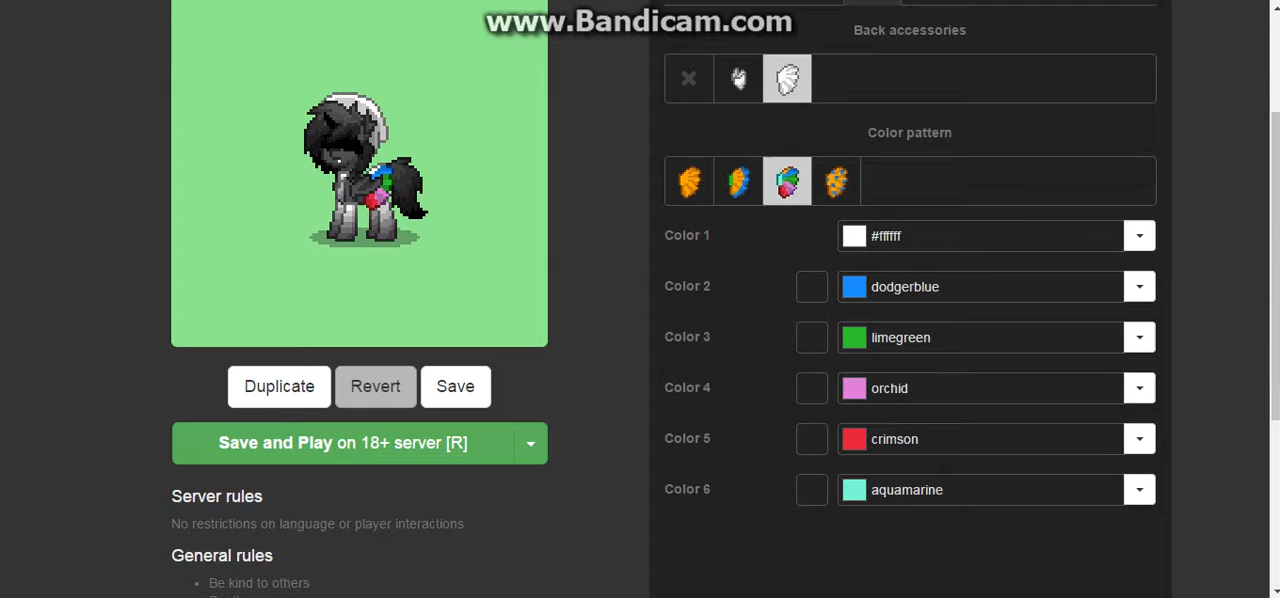 www.Bandicam.com
Back accessories
Color pattern
Color 1
#ffffff
Color 2
dodgerblue
Color 3
limegreen
Color 4
orchid
Color 5
crimson
Color 6
aquamarine
Duplicate
Revert
Save
Save and Play on 18+ server [R]
Server rules
No restrictions on language or player interactions
General rules
Be kind to others